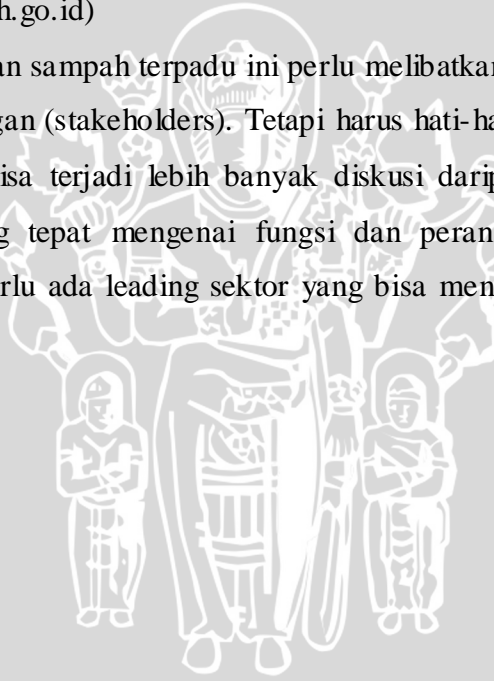 h.go.id)
an sampah terpadu ini perlu melibatkan
gan (stakeholders). Tetapi harus hati-ha
isa terjadi lebih banyak diskusi darip
g tepat mengenai fungsi dan peran
rlu ada leading sektor yang bisa men